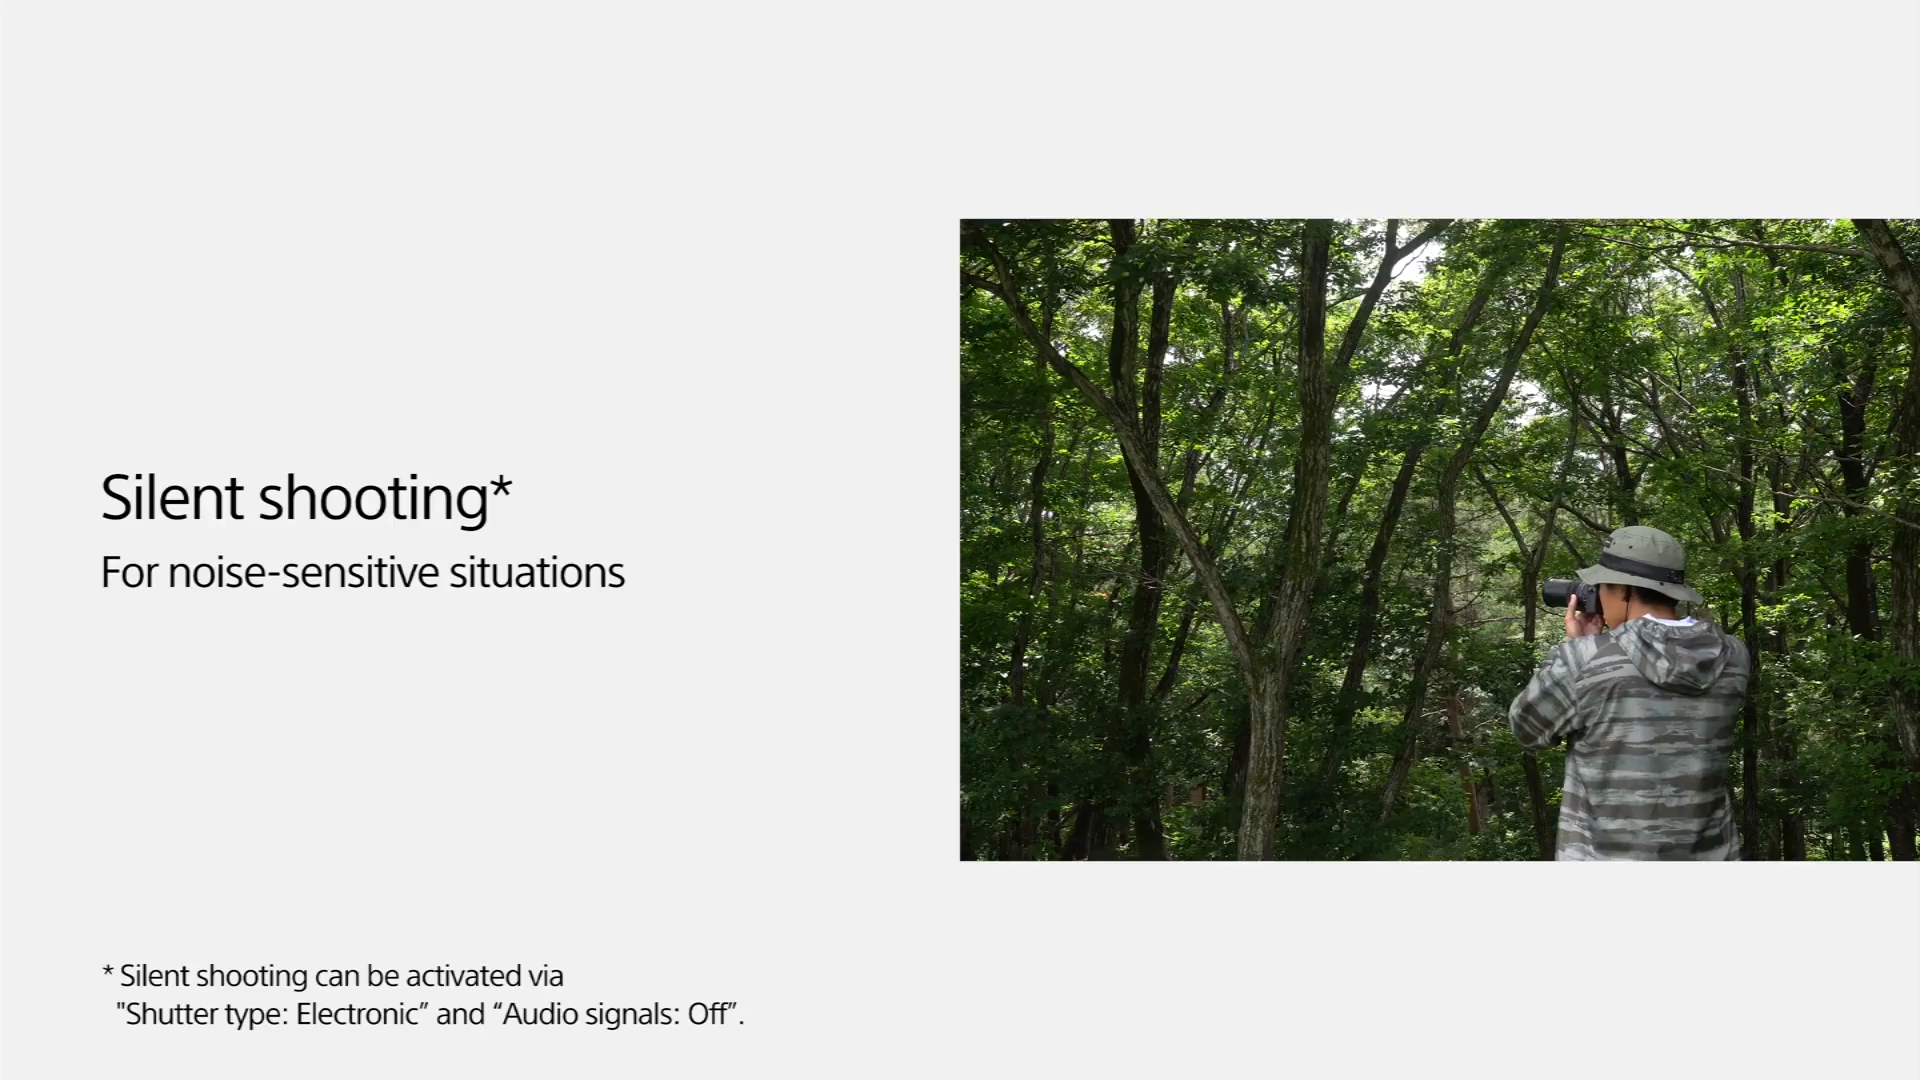 Silent shooting*
For noise-sensitive situations
* Silent shooting can be activated via
"Shutter type: Electronic” and “Audio signals: Off”.